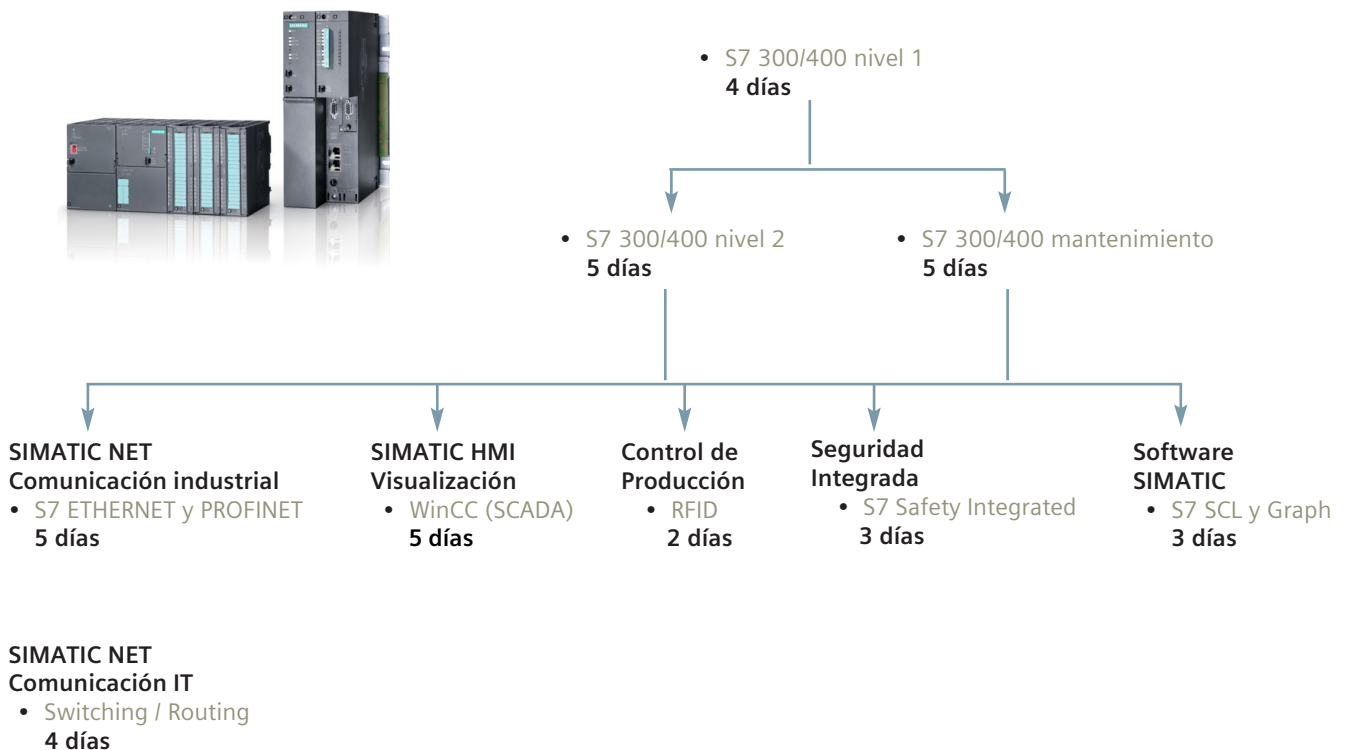 • S7 300/400 nivel 1
4 días
• S7 300/400 nivel 2
5 días
• S7 300/400 mantenimiento
5 días
SIMATIC NET
Comunicación industrial
• S7 ETHERNET y PROFINET
5 días
SIMATIC HMI
Visualización
• WinCC (SCADA)
5 días
Control de
Producción
• RFID
2 días
Seguridad
Integrada
• S7 Safety Integrated
3 días
Software
SIMATIC
• S7 SCL y Graph
3 días
SIMATIC NET
Comunicación IT
• Switching / Routing
4 días